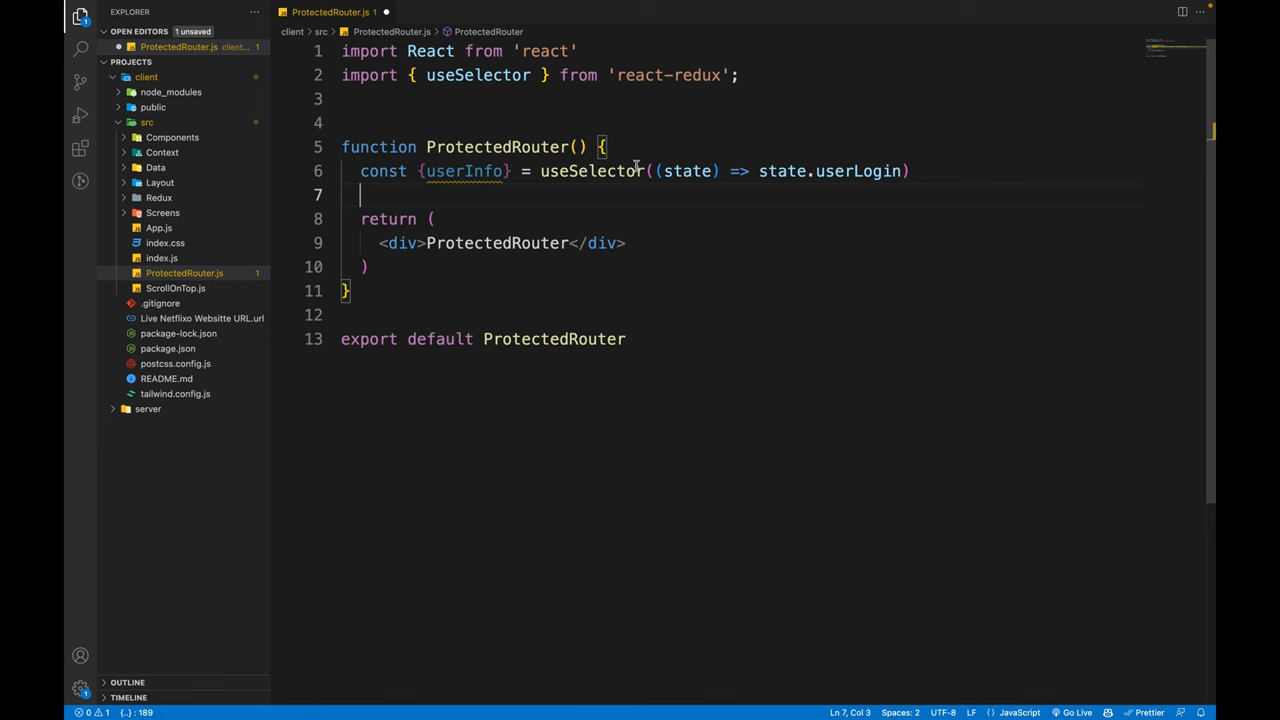 EXPLORER
OPEN EDITORS 1 unsaved
ProtectedRouter.js client... 1
PROJECTS
client
node_modules
public
src
Components
Context
Data
Layout
Redux
Screens
App.js
index.css
index.js
ProtectedRouter.js 1
ScrollOnTop.js
.gitignore
Live Netflixo Websitte URL.url
package-lock.json
package.json
postcss.config.js
README.md
tailwind.config.js
server
OUTLINE
TIMELINE
ProtectedRouter.js 1
client › src › ProtectedRouter.js › ProtectedRouter
1 import React from 'react'
2 import { useSelector } from 'react-redux';
3
4
5 function ProtectedRouter() {
6 const {userInfo} = useSelector((state) => state.userLogin)
7
8 return (
9 <div>ProtectedRouter</div>
10 )
11 }
12
13 export default ProtectedRouter
0 1 {..} : 189 Ln 7, Col 3 Spaces: 2 UTF-8 LF {} JavaScript Go Live Prettier